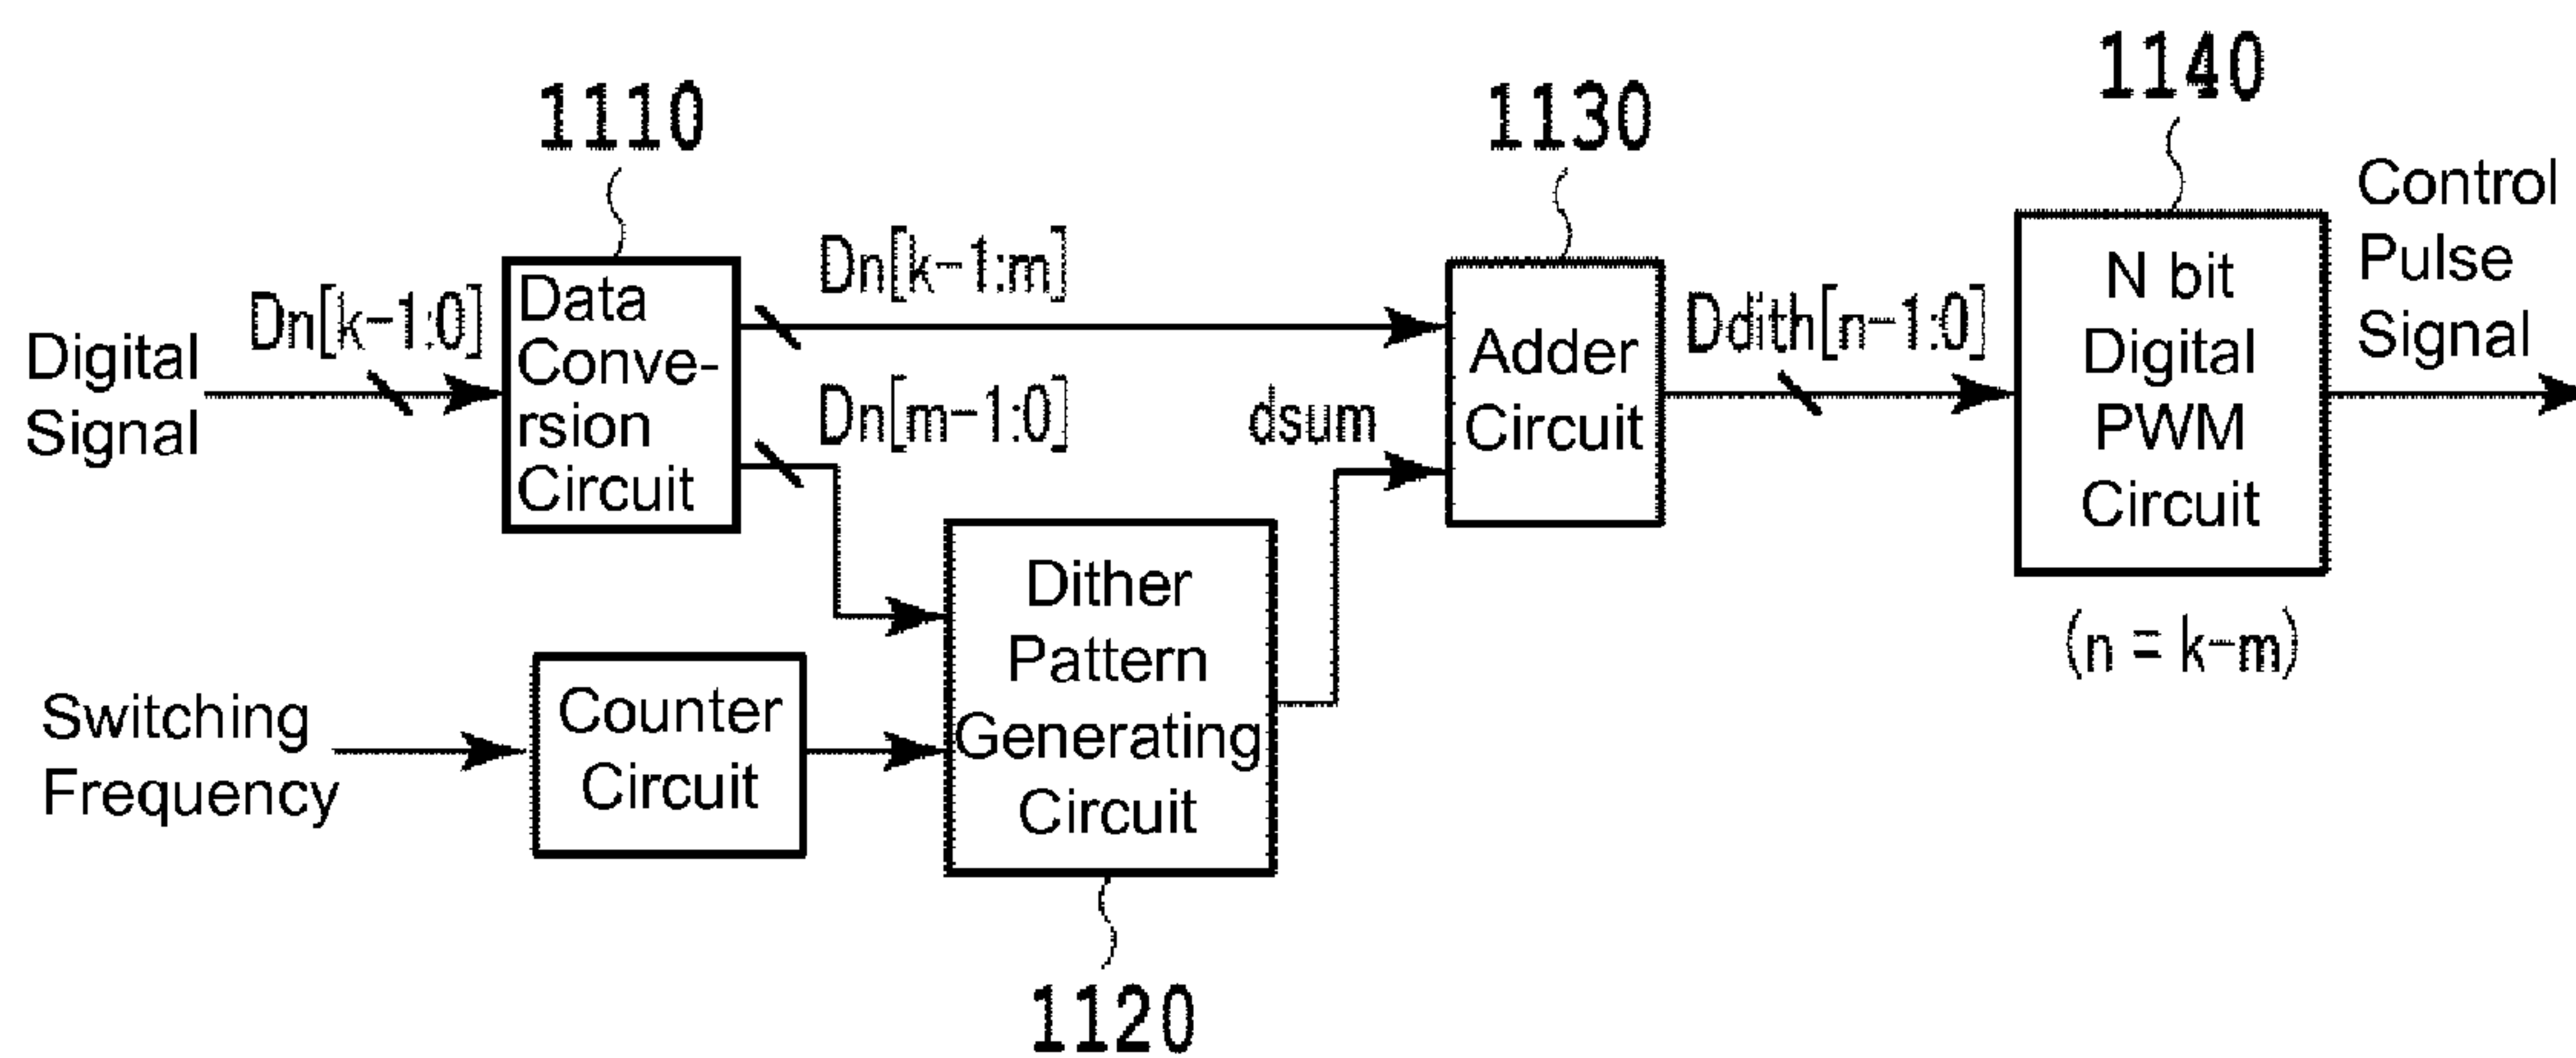 1110
1130
1140
Digital
Signal
Dn[k-1:0]
Data
Conve-
rsion
Circuit
Dn[k-1:m]
Dn[m-1:0]
dsum
Adder
Circuit
Ddith[n-1:0]
N bit
Digital
PWM
Circuit
(n = k-m)
Control
Pulse
Signal
Switching
Frequency
Counter
Circuit
Dither
Pattern
Generating
Circuit
1120